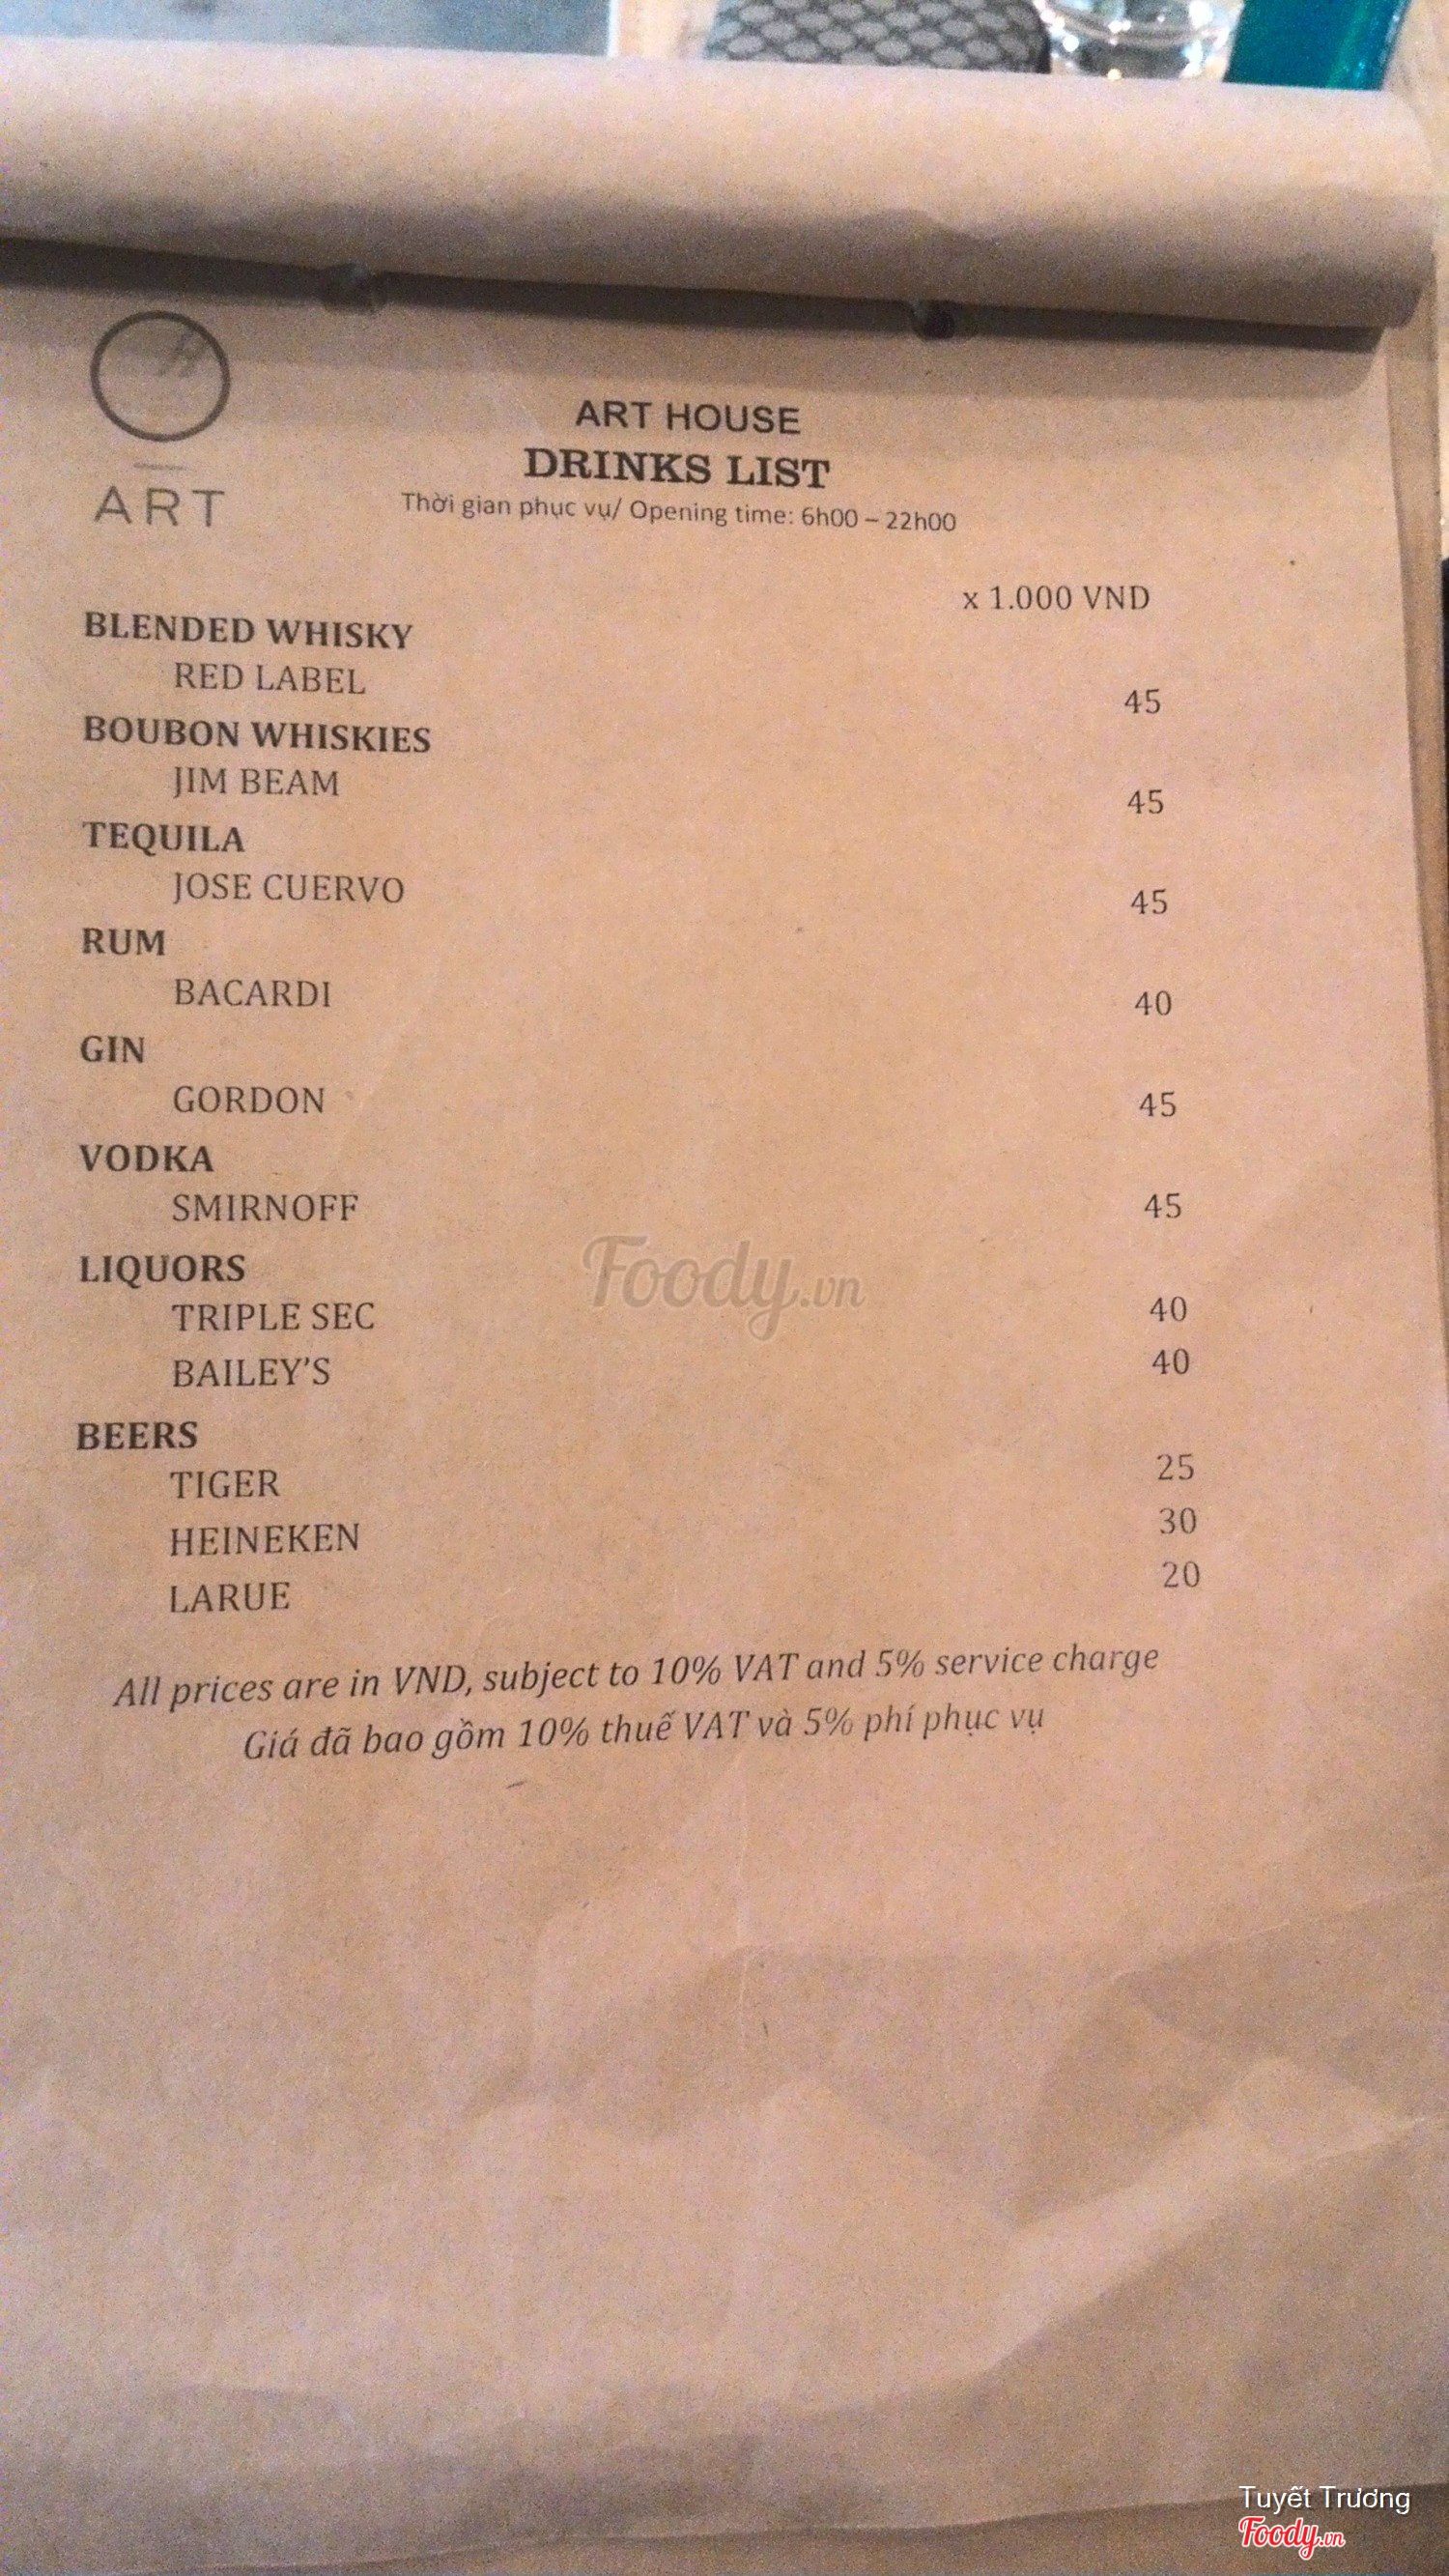 ART
ART HOUSE
DRINKS LIST
Thời gian phục vụ/ Opening time: 6h00 – 22h00
x 1.000 VND
BLENDED WHISKY
RED LABEL 45
BOUBON WHISKIES
JIM BEAM 45
TEQUILA
JOSE CUERVO 45
RUM
BACARDI 40
GIN
GORDON 45
VODKA
SMIRNOFF 45
LIQUORS
TRIPLE SEC 40
BAILEY'S 40
BEERS
TIGER 25
HEINEKEN 30
LARUE 20
All prices are in VND, subject to 10% VAT and 5% service charge
Giá đã bao gồm 10% thuế VAT và 5% phí phục vụ
Foody.vn
Tuyết Trương
Foody.vn